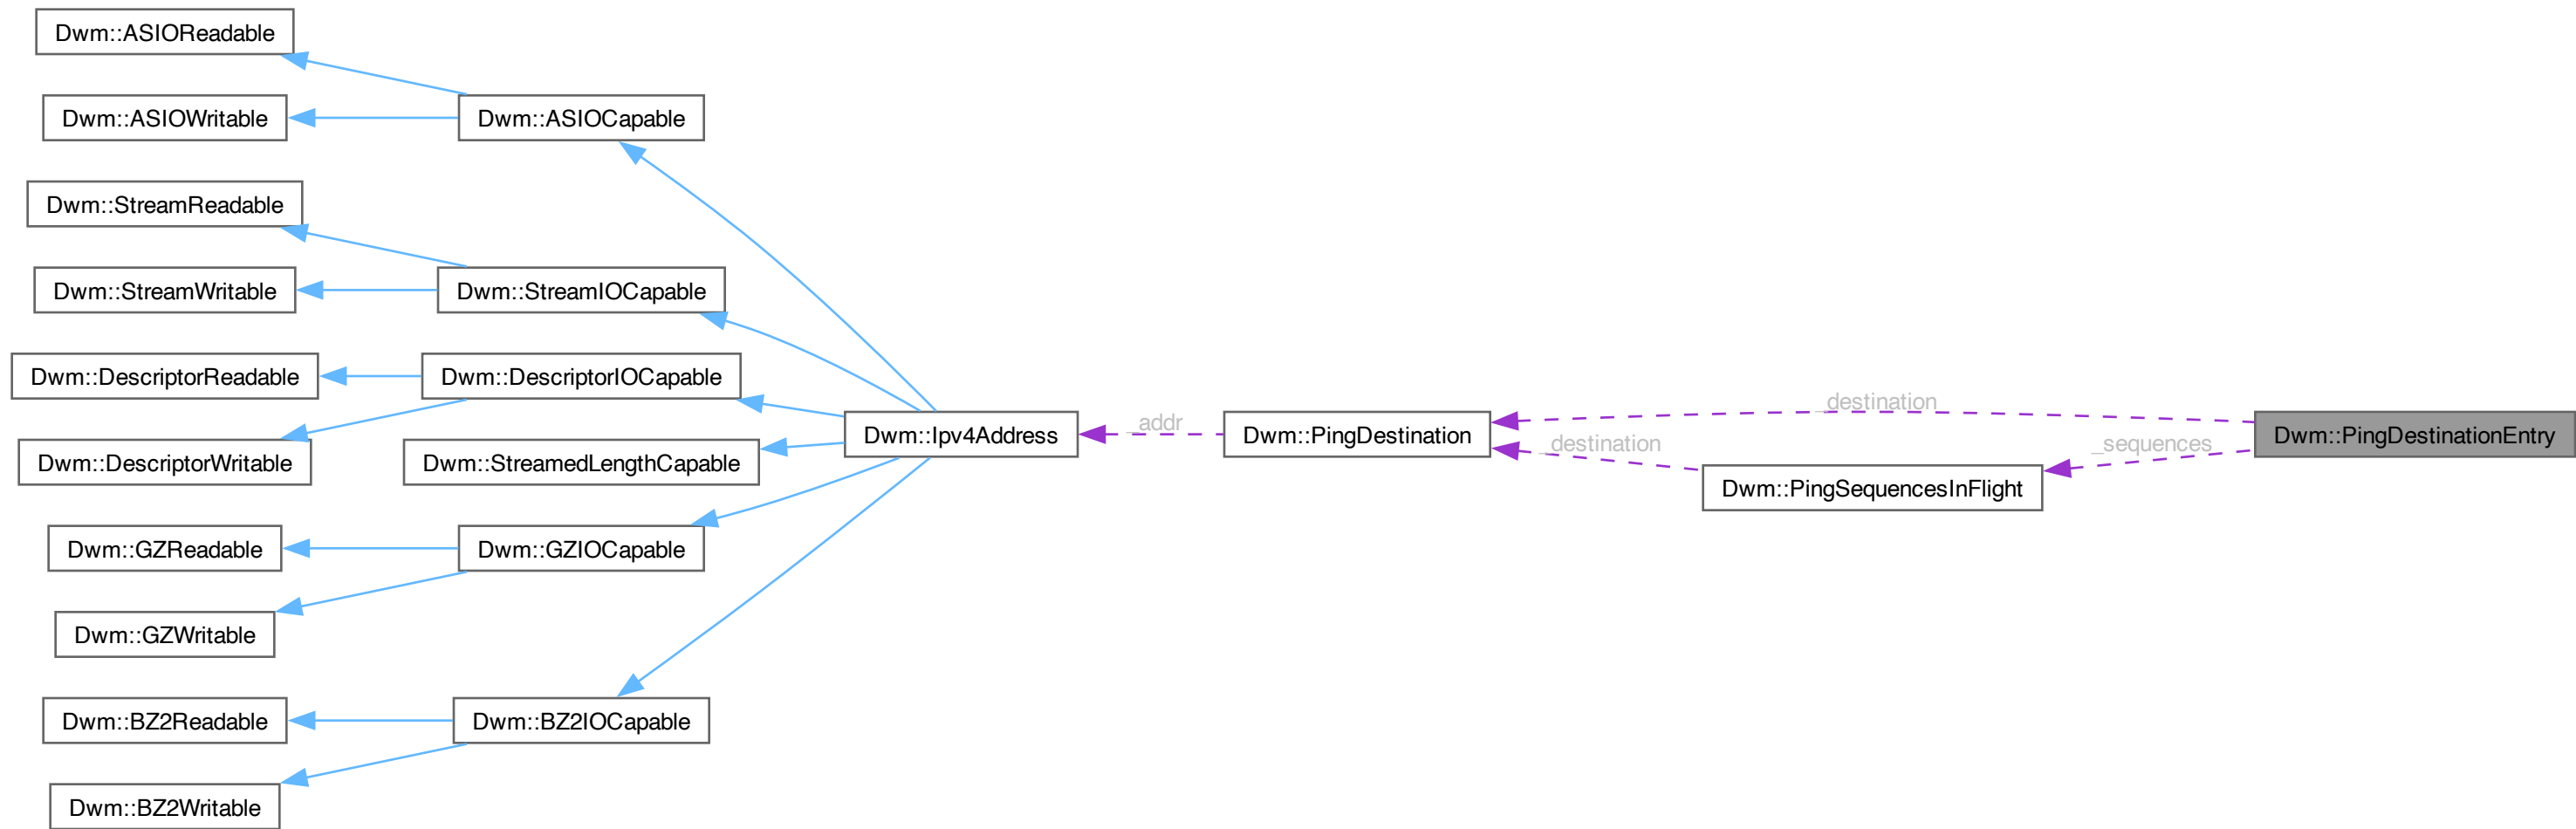 Dwm::ASIOReadable
Dwm::ASIOWritable
Dwm::ASIOCapable
Dwm::StreamReadable
Dwm::StreamWritable
Dwm::StreamIOCapable
Dwm::DescriptorReadable
Dwm::DescriptorIOCapable
Dwm::DescriptorWritable
Dwm::StreamedLengthCapable
Dwm::GZReadable
Dwm::GZIOCapable
Dwm::GZWritable
Dwm::BZ2Readable
Dwm::BZ2IOCapable
Dwm::BZ2Writable
Dwm::Ipv4Address
_addr
Dwm::PingDestination
_destination
_destination
Dwm::PingSequencesInFlight
_sequences
Dwm::PingDestinationEntry